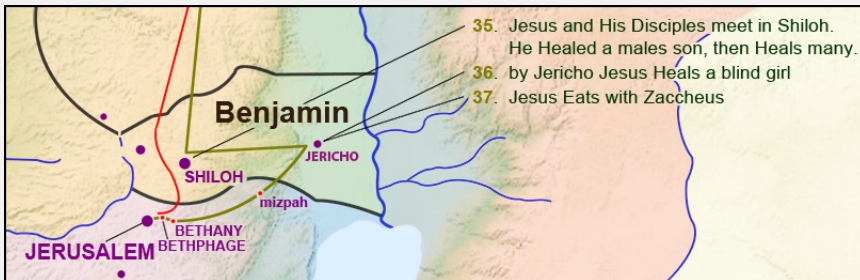 35. Jesus and His Disciples meet in Shiloh.
He Healed a males son, then Heals many.
36. by Jericho Jesus Heals a blind girl
37. Jesus Eats with Zaccheus
Benjamin
JERICHO
SHILOH
mizpah
BETHANY
BETHPHAGE
JERUSALEM